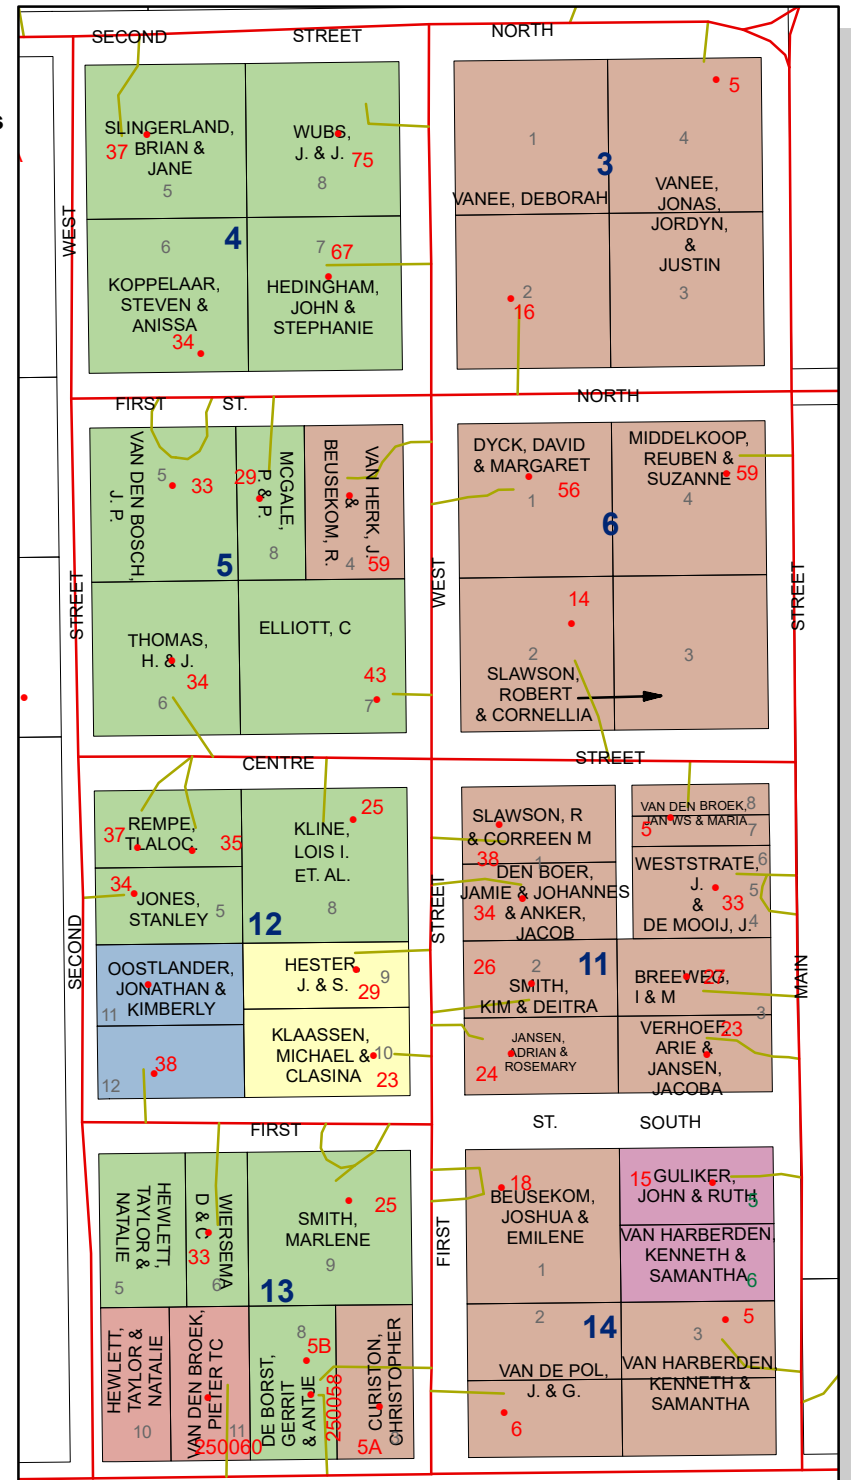 SECOND STREET NORTH
s
WEST
SLINGERLAND,
BRIAN &
JANE
37
5
WUBS,
J. & J.
75
8
1
3
4
5
VANEE, DEBORAH
VANEE,
JONAS,
JORDYN,
&
JUSTIN
6
4
7
67
KOPPELAAR,
STEVEN &
ANISSA
34
HEDINGHAM,
JOHN &
STEPHANIE
2
16
3
FIRST ST. NORTH
VAN DEN BOSCH,
J. P.
5
33
29
MCGALE,
P. & P.
8
VAN HERK, J.
&
BEUSEKOM, R.
4
59
DYCK, DAVID
& MARGARET
56
1
MIDDELKOOP,
REUBEN &
SUZANNE
59
4
6
5
STREET
WEST
STREET
THOMAS,
H. & J.
34
6
ELLIOTT, C
43
7
14
2
SLAWSON,
ROBERT
& CORNELLIA
3
CENTRE STREET
REMPE,
TLALOC
37
35
KLINE,
LOIS I.
ET. AL.
25
8
34
JONES,
STANLEY
5
12
SLAWSON, R
& CORREEN M
38
1
VAN DEN BROEK,
JAN WS & MARIA
5
8
7
WESTSTRATE,
J.
&
DE MOOIJ, J.
33
6
5
4
DEN BOER,
JAMIE & JOHANNES
& ANKER,
JACOB
34
STREET
SECOND
MAIN
OOSTLANDER,
JONATHAN &
KIMBERLY
11
HESTER,
J. & S.
9
29
26
2
SMITH,
KIM & DEITRA
11
BREEWEG,
I & M
27
3
38
12
KLAASSEN,
MICHAEL &
CLASINA
10
23
JANSEN,
ADRIAN &
ROSEMARY
24
VERHOEF,
ARIE &
JANSEN,
JACOBA
23
FIRST ST. SOUTH
HEWLETT,
TAYLOR &
NATALIE
5
WIERSEMA
D & C
33
6
SMITH,
MARLENE
25
9
13
FIRST
18
BEUSEKOM,
JOSHUA &
EMILENE
1
15
GULIKER,
JOHN & RUTH
5
VAN HARBERDEN,
KENNETH &
SAMANTHA
6
HEWLETT,
TAYLOR &
NATALIE
10
VAN DEN BROEK,
PIETER TC
11
250060
8
5B
DE BORST,
GERRIT
& ANTJE
250058
CURISTON,
CHRISTOPHER
5A
2
14
VAN DE POL,
J. & G.
6
3
5
VAN HARBERDEN,
KENNETH &
SAMANTHA